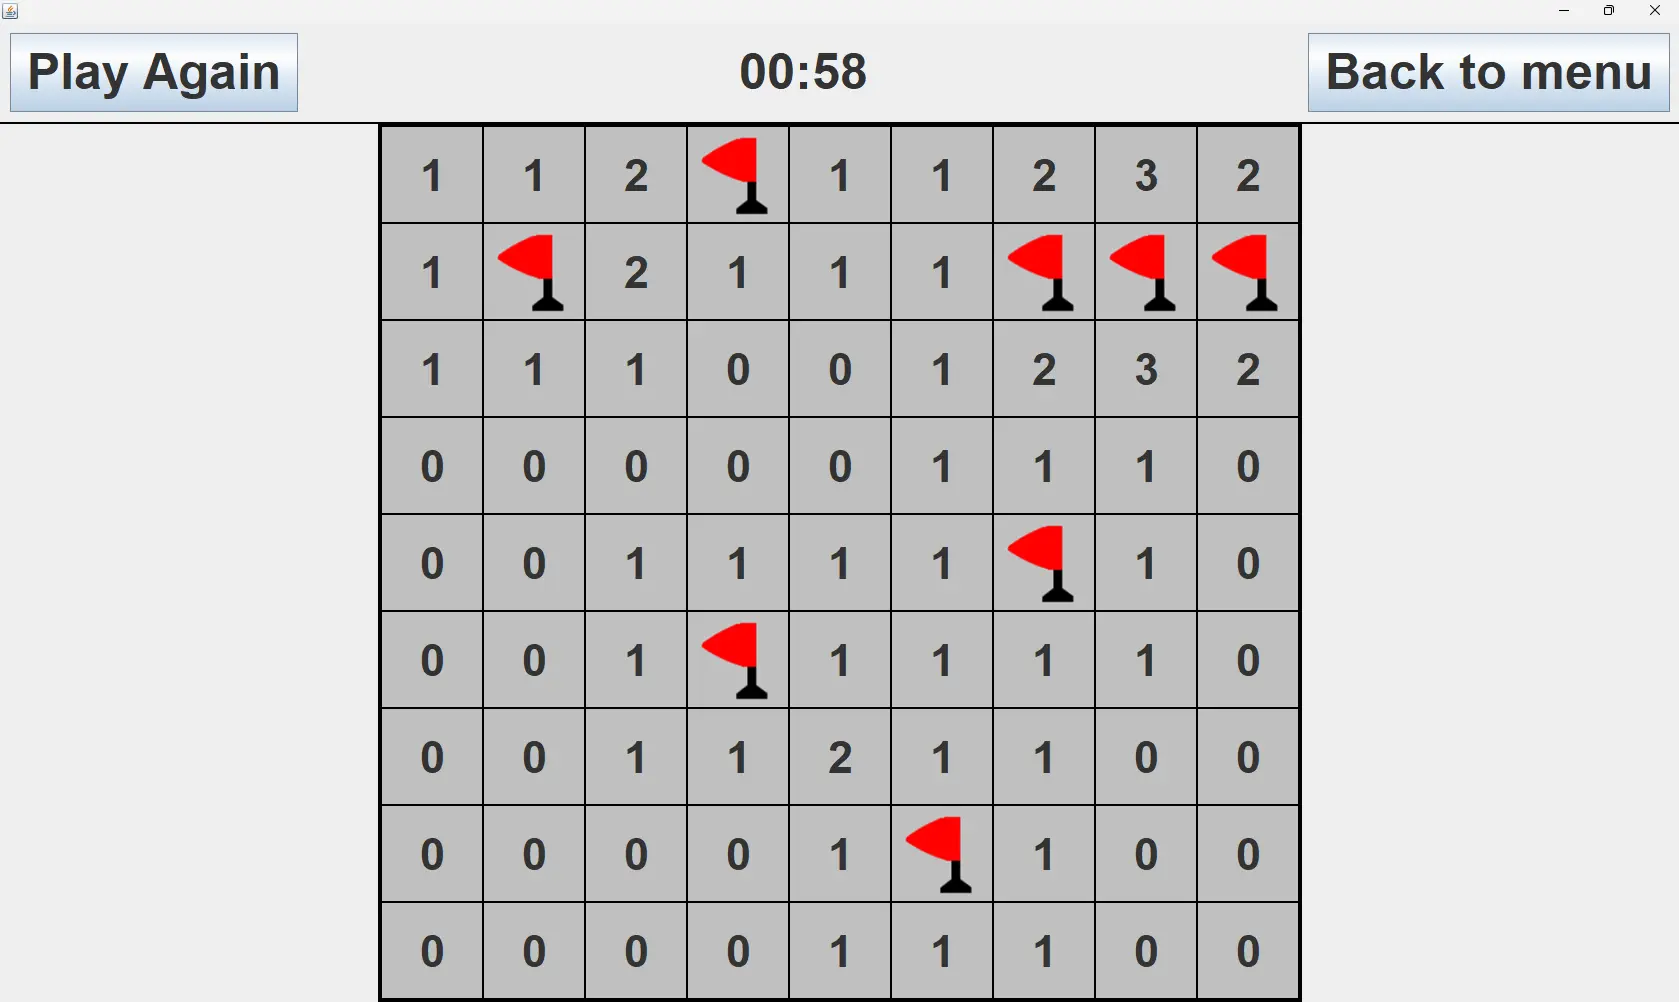 Play Again 00:58 Back to menu
1 1 2 1 1 2 3 2
1 2 1 1 1
1 1 1 0 0 1 2 3 2
0 0 0 0 0 1 1 1 0
0 0 1 1 1 1 1 0
0 0 1 1 1 1 1 0
0 0 1 1 2 1 1 0 0
0 0 0 0 1 1 0 0
0 0 0 0 1 1 1 0 0